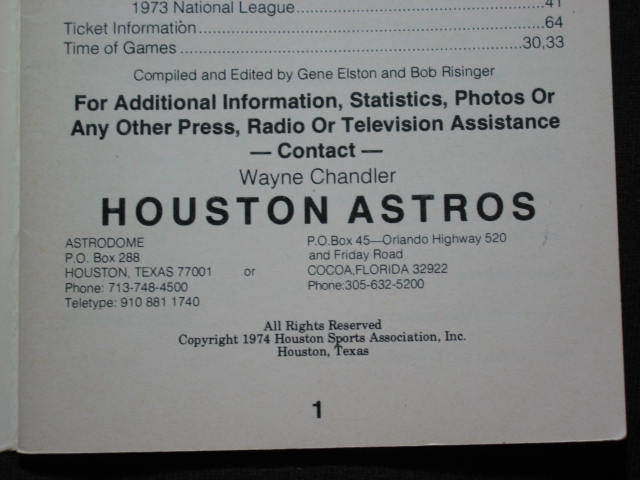 1973 National League........41
Ticket Information........64
Time of Games........30,33
Compiled and Edited by Gene Elston and Bob Risinger
For Additional Information, Statistics, Photos Or
Any Other Press, Radio Or Television Assistance
— Contact —
Wayne Chandler
HOUSTON ASTROS
ASTRODOME
P.O. Box 288
HOUSTON, TEXAS 77001
Phone: 713-748-4500
Teletype: 910 881 1740
or
P.O.Box 45—Orlando Highway 520
and Friday Road
COCOA,FLORIDA 32922
Phone:305-632-5200
All Rights Reserved
Copyright 1974 Houston Sports Association, Inc.
Houston, Texas
1